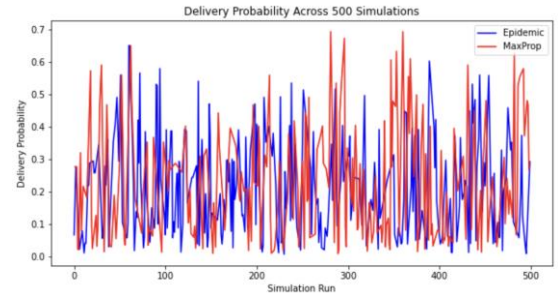 Delivery Probability Across 500 Simulations
Epidemic
MaxProp
Delivery Probability
0.7
0.6
0.5
0.4
0.3
0.2
0.1
0.0
0
100
200
300
400
500
Simulation Run